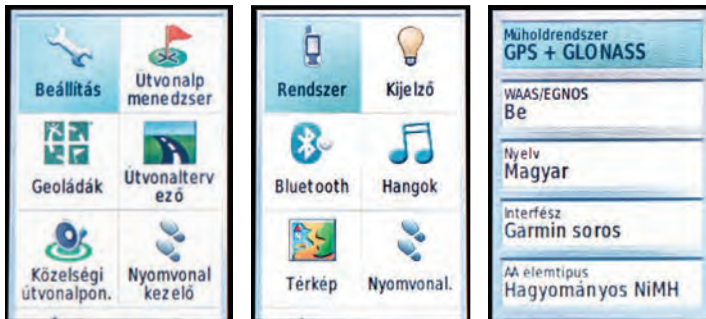 Beállítás
Útvonalp
menedzser
Geoládák
Útvonalterv
ező
Közelségi
útvonalpon.
Nyomvonal
kezelő
Rendszer
Kijelző
Bluetooth
Hangok
Térkép
Nyomvonal.
Műholdrendszer
GPS + GLONASS
WAAS/EGNOS
Be
Nyelv
Magyar
Interfész
Garmin soros
AA elemtípus
Hagyományos NiMH